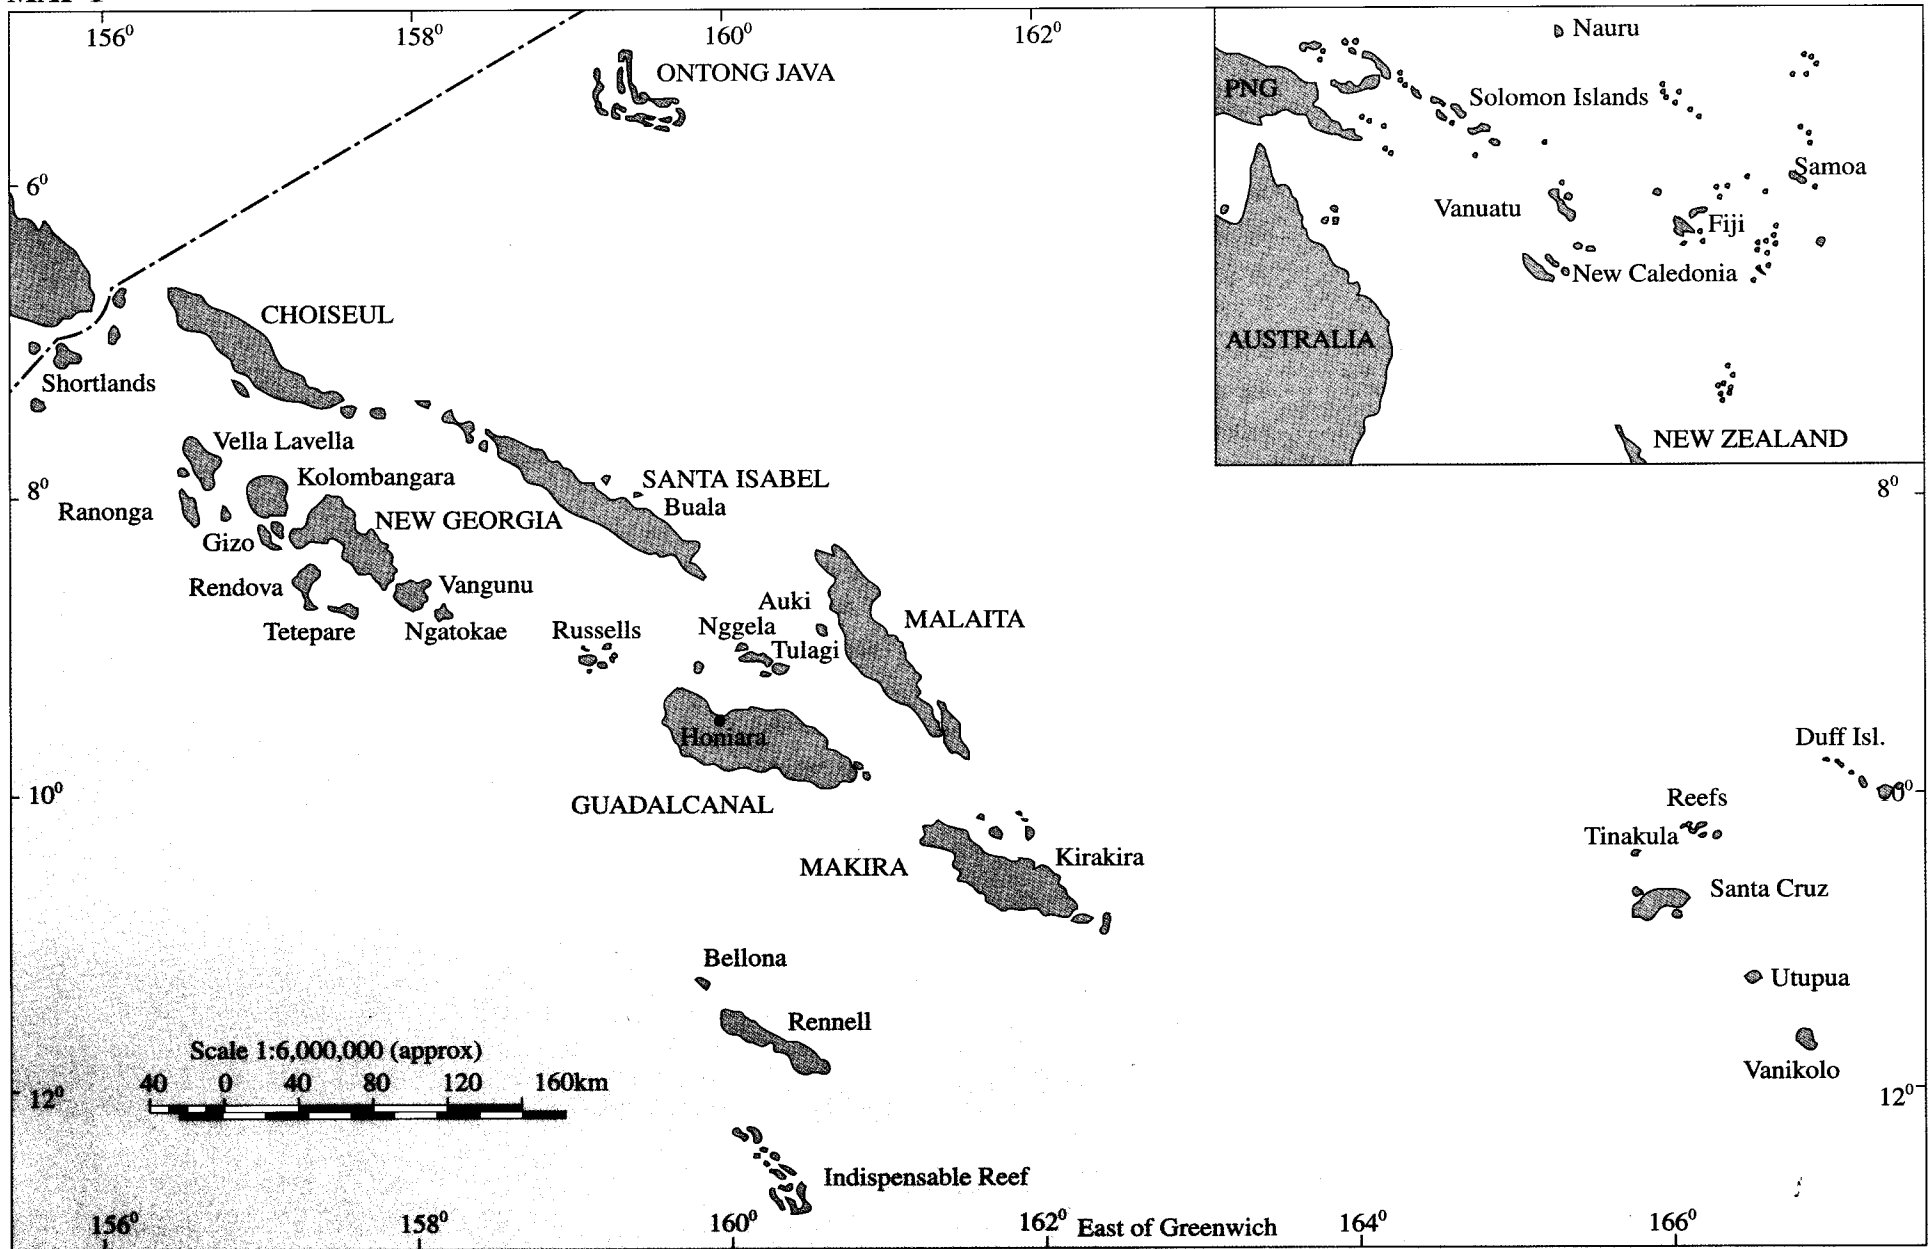 156⁰
158⁰
160⁰
162⁰
ONTONG JAVA
Nauru
PNG
Solomon Islands
Samoa
Vanuatu
Fiji
New Caledonia
AUSTRALIA
NEW ZEALAND
6⁰
CHOISEUL
Shortlands
Vella Lavella
Kolombangara
SANTA ISABEL
Buala
8⁰
8⁰
Ranonga
NEW GEORGIA
Gizo
Rendova
Vangunu
Tetepare
Ngatokae
Russells
Auki
Nggela
Tulagi
MALAITA
Honiara
Duff Isl.
10⁰
10⁰
GUADALCANAL
Reefs
Tinakula
MAKIRA
Kirakira
Santa Cruz
Bellona
Utupua
Rennell
Vanikolo
Scale 1:6,000,000 (approx)
40 0 40 80 120 160km
12⁰
12⁰
Indispensable Reef
156⁰
158⁰
160⁰
162⁰
East of Greenwich
164⁰
166⁰